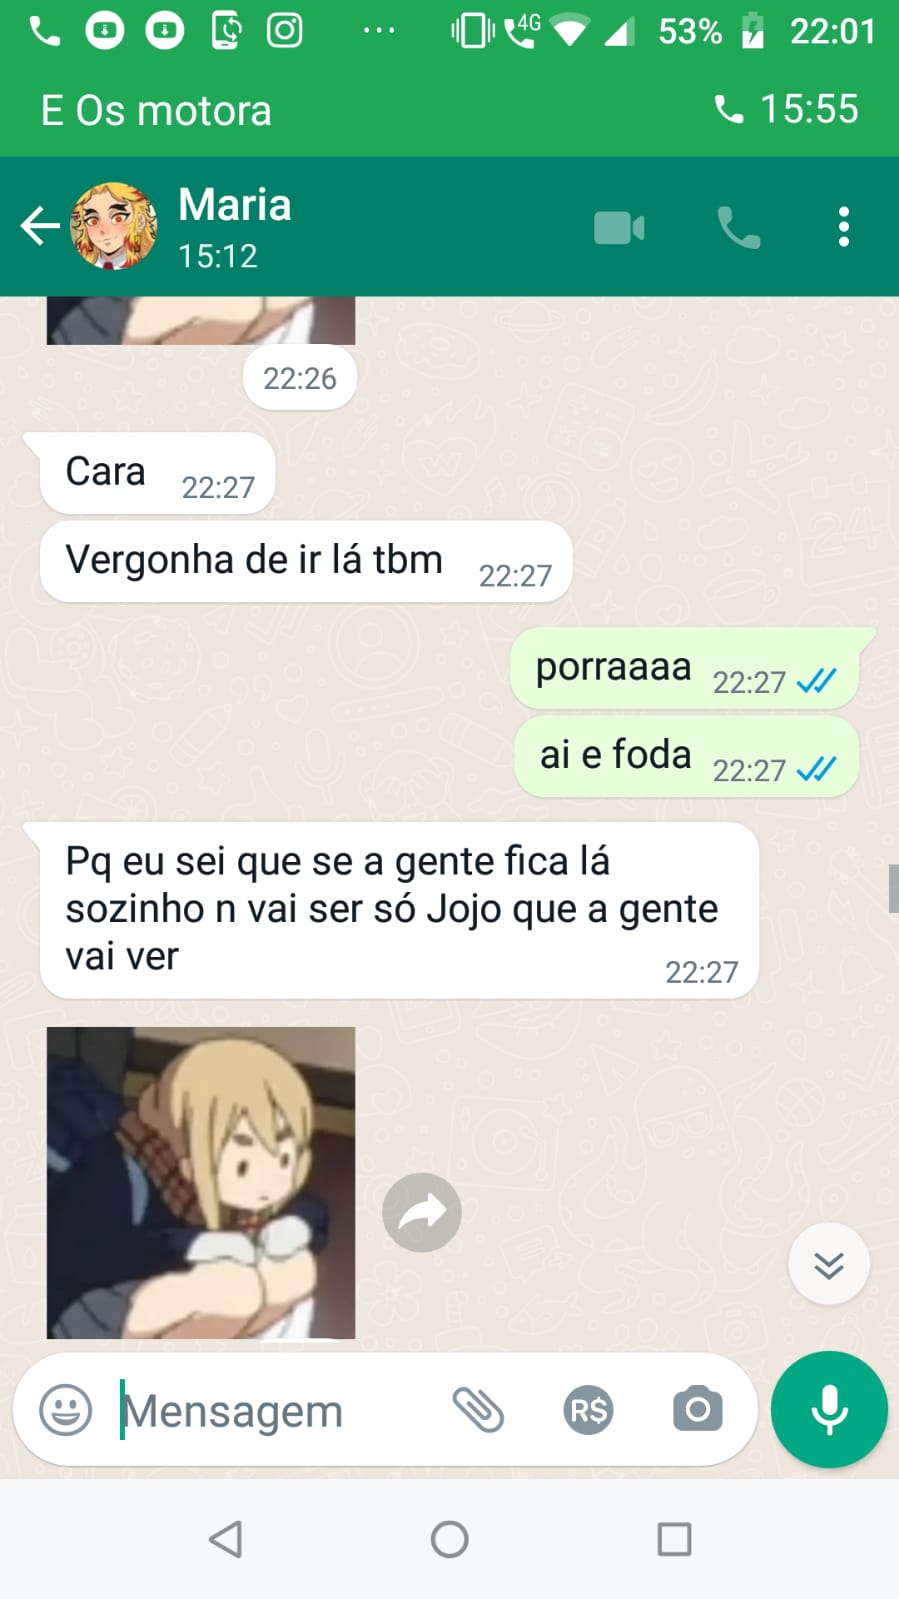 4G 53% 22:01
E Os motora 15:55
Maria
15:12
22:26
Cara 22:27
Vergonha de ir lá tbm 22:27
porraaaa 22:27
ai e foda 22:27
Pq eu sei que se a gente fica lá
sozinho n vai ser só Jojo que a gente
vai ver 22:27
Mensagem R$